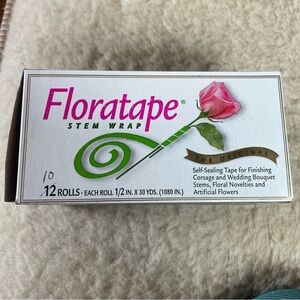 Floratape®
STEM WRAP
THE ORIGINAL
10
12 ROLLS - EACH ROLL 1/2 IN. X 30 YDS. (1080 IN.)
Self-Sealing Tape for Finishing
Corsage and Wedding Bouquet
Stems, Floral Novelties and
Artificial Flowers